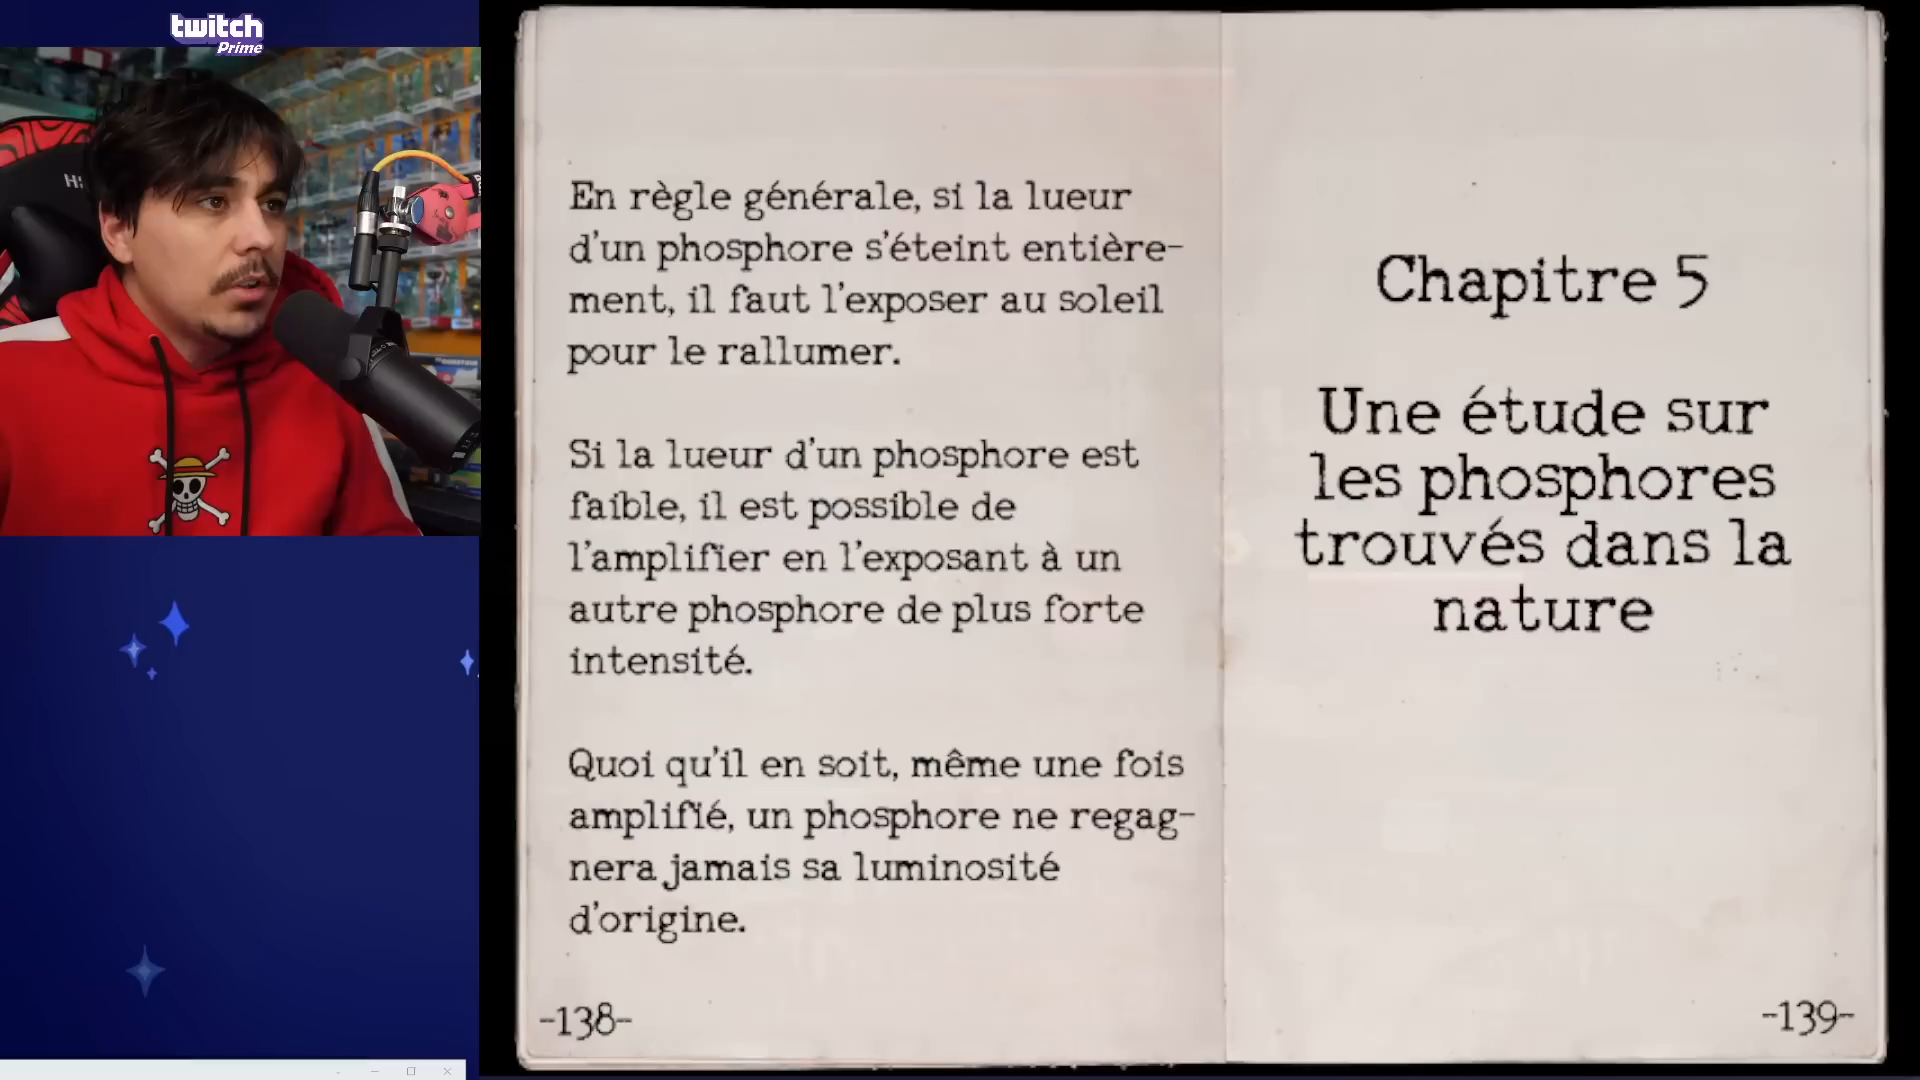 twitch
Prime
En règle générale, si la lueur
d'un phosphore s'éteint entière-
ment, il faut l'exposer au soleil
pour le rallumer.
Si la lueur d'un phosphore est
faible, il est possible de
l'amplifier en l'exposant à un
autre phosphore de plus forte
intensité.
Quoi qu'il en soit, même une fois
amplifié, un phosphore ne regag-
nera jamais sa luminosité
d'origine.
-138-
Chapitre 5
Une étude sur
les phosphores
trouvés dans la
nature
-139-